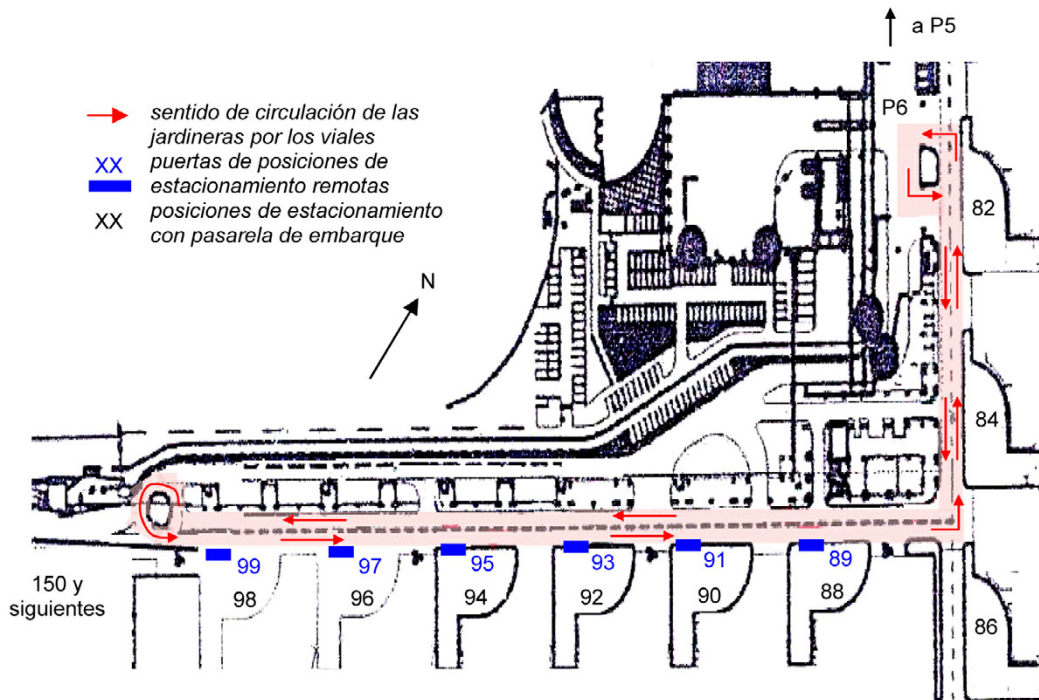 a P5
P6
sentido de circulación de las
jardineras por los viales
XX puertas de posiciones de
estacionamiento remotas
XX posiciones de estacionamiento
con pasarela de embarque
N
82
84
99 97 95 93 91 89
98 96 94 92 90 88
150 y
siguientes
86